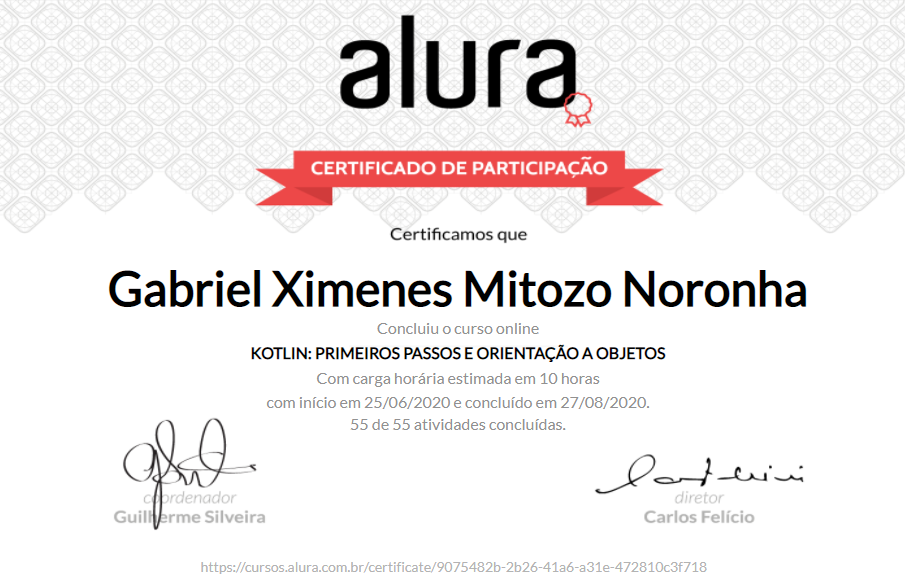 alura
CERTIFICADO DE PARTICIPAÇÃO
Certificamos que
Gabriel Ximenes Mitozo Noronha
Concluiu o curso online
KOTLIN: PRIMEIROS PASSOS E ORIENTAÇÃO A OBJETOS
Com carga horária estimada em 10 horas
com início em 25/06/2020 e concluído em 27/08/2020.
55 de 55 atividades concluídas.
coordenador
Guilherme Silveira
diretor
Carlos Felício
https://cursos.alura.com.br/certificate/9075482b-2b26-41a6-a31e-472810c3f718